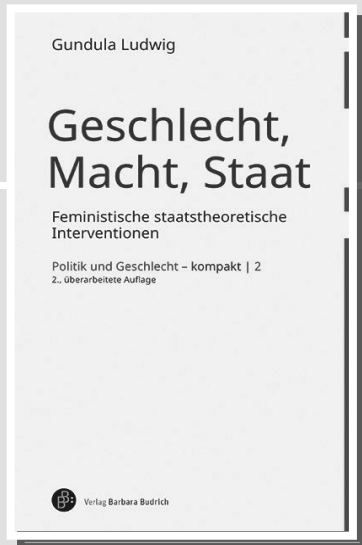 Gundula Ludwig
Geschlecht,
Macht, Staat
Feministische staatstheoretische
Interventionen
Politik und Geschlecht – kompakt | 2
2., überarbeitete Auflage
Verlag Barbara Budrich